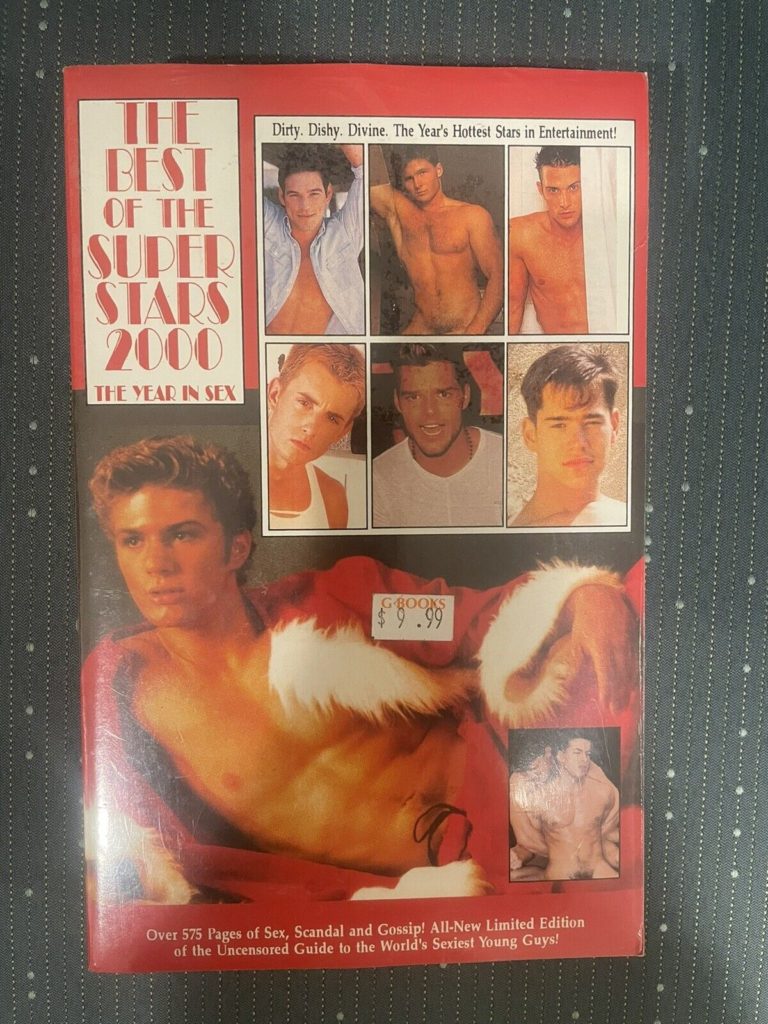 THE
BEST
OF THE
SUPER
STARS
2000
THE YEAR IN SEX
Dirty. Dishy. Divine. The Year's Hottest Stars in Entertainment!
G·BOOKS
$ 9 .99
Over 575 Pages of Sex, Scandal and Gossip! All-New Limited Edition
of the Uncensored Guide to the World's Sexiest Young Guys!